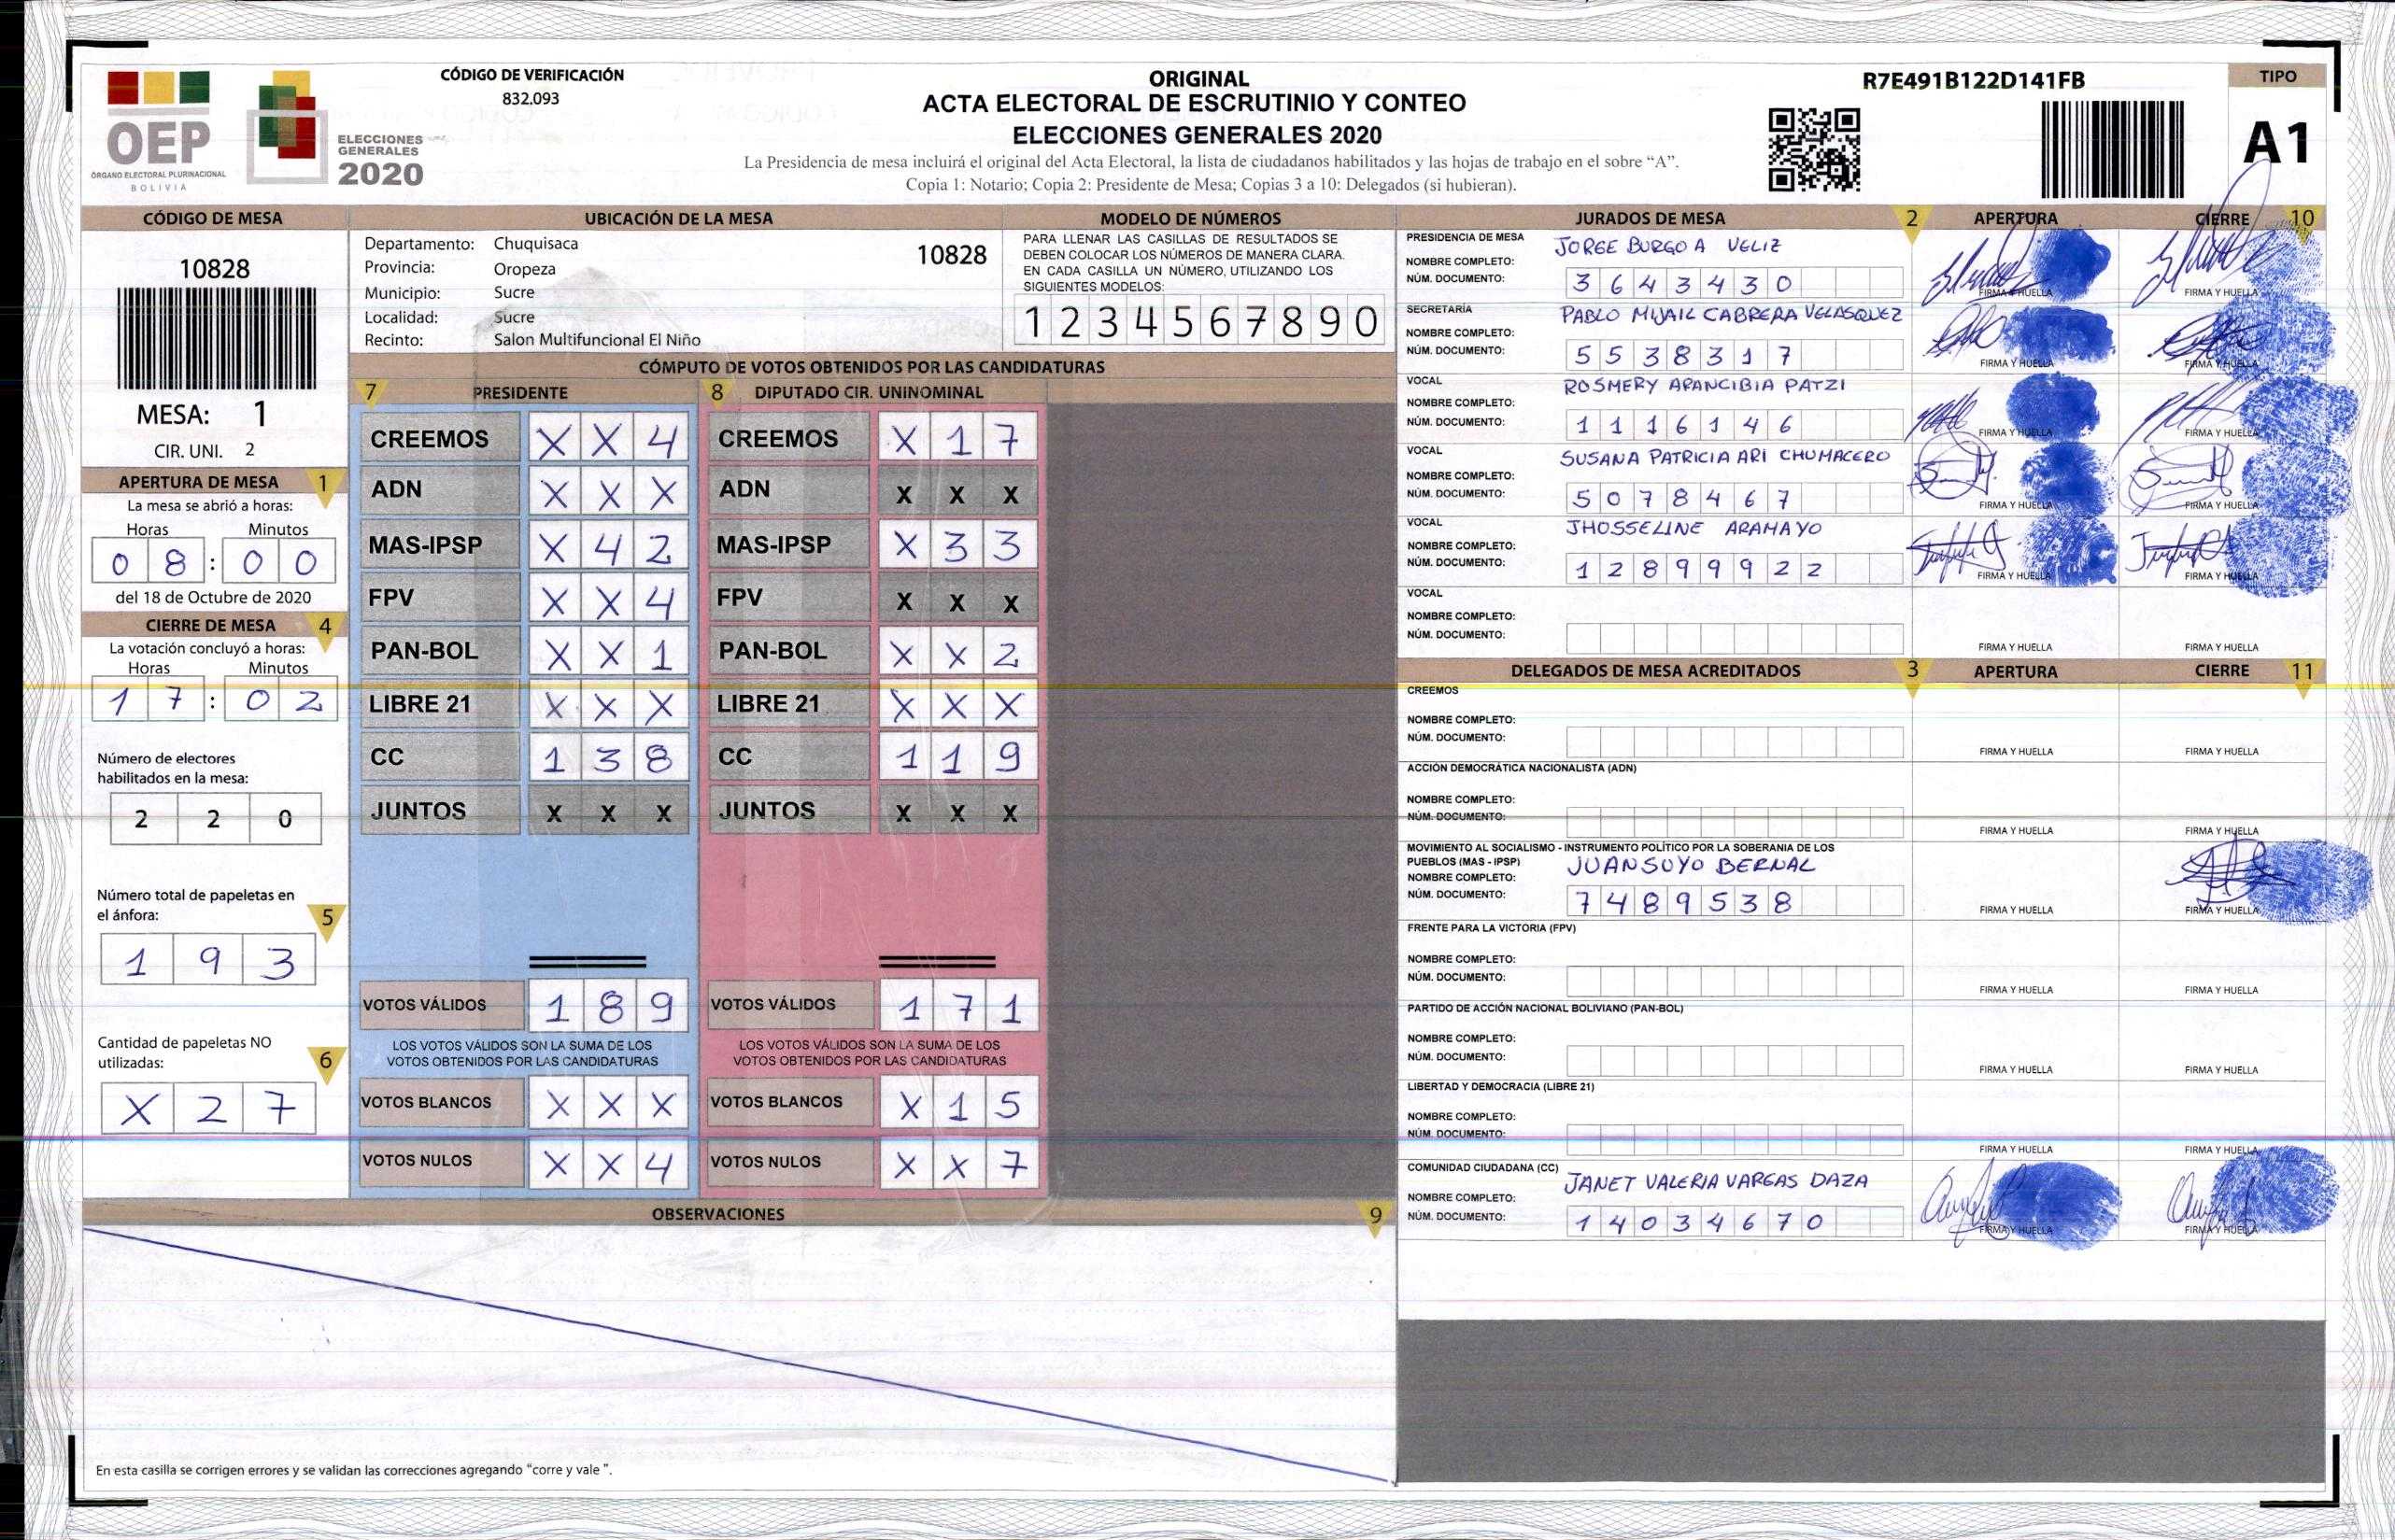 CÓDIGO DE VERIFICACIÓN
832.093
OEP
ÓRGANO ELECTORAL PLURINACIONAL
BOLIVIA
ELECCIONES
GENERALES
2020
ORIGINAL
ACTA ELECTORAL DE ESCRUTINIO Y CONTEO
ELECCIONES GENERALES 2020
La Presidencia de mesa incluirá el original del Acta Electoral, la lista de ciudadanos habilitados y las hojas de trabajo en el sobre “A”.
Copia 1: Notario; Copia 2: Presidente de Mesa; Copias 3 a 10: Delegados (si hubieran).
R7E491B122D141FB
TIPO
A1
CÓDIGO DE MESA
10828
MESA: 1
CIR. UNI. 2
APERTURA DE MESA 1
La mesa se abrió a horas:
Horas Minutos
0 8 : 0 0
del 18 de Octubre de 2020
CIERRE DE MESA 4
La votación concluyó a horas:
Horas Minutos
1 7 : 0 2
Número de electores
habilitados en la mesa:
2 2 0
Número total de papeletas en
el ánfora: 5
1 9 3
Cantidad de papeletas NO
utilizadas: 6
X 2 7
UBICACIÓN DE LA MESA
Departamento: Chuquisaca 10828
Provincia: Oropeza
Municipio: Sucre
Localidad: Sucre
Recinto: Salon Multifuncional El Niño
MODELO DE NÚMEROS
PARA LLENAR LAS CASILLAS DE RESULTADOS SE
DEBEN COLOCAR LOS NÚMEROS DE MANERA CLARA.
EN CADA CASILLA UN NÚMERO, UTILIZANDO LOS
SIGUIENTES MODELOS:
1 2 3 4 5 6 7 8 9 0
CÓMPUTO DE VOTOS OBTENIDOS POR LAS CANDIDATURAS
7 PRESIDENTE 8 DIPUTADO CIR. UNINOMINAL
CREEMOS X X 4 CREEMOS X 1 7
ADN X X X ADN X X X
MAS-IPSP X 4 2 MAS-IPSP X 3 3
FPV X X 4 FPV X X X
PAN-BOL X X 1 PAN-BOL X X 2
LIBRE 21 X X X LIBRE 21 X X X
CC 1 3 8 CC 1 1 9
JUNTOS X X X JUNTOS X X X
VOTOS VÁLIDOS 1 8 9 VOTOS VÁLIDOS 1 7 1
LOS VOTOS VÁLIDOS SON LA SUMA DE LOS LOS VOTOS VÁLIDOS SON LA SUMA DE LOS
VOTOS OBTENIDOS POR LAS CANDIDATURAS VOTOS OBTENIDOS POR LAS CANDIDATURAS
VOTOS BLANCOS X X X VOTOS BLANCOS X 1 5
VOTOS NULOS X X 4 VOTOS NULOS X X 7
OBSERVACIONES 9
En esta casilla se corrigen errores y se validan las correcciones agregando “corre y vale ”.
JURADOS DE MESA 2 APERTURA CIERRE 10
PRESIDENCIA DE MESA
NOMBRE COMPLETO: JORGE BURGOA VELIZ
NÚM. DOCUMENTO: 3 6 4 3 4 3 0
FIRMA Y HUELLA FIRMA Y HUELLA
SECRETARÍA
NOMBRE COMPLETO: PABLO MIJAIL CABRERA VELASQUEZ
NÚM. DOCUMENTO: 5 5 3 8 3 1 7
FIRMA Y HUELLA FIRMA Y HUELLA
VOCAL
NOMBRE COMPLETO: ROSMERY ARANCIBIA PATZI
NÚM. DOCUMENTO: 1 1 1 6 1 4 6
FIRMA Y HUELLA FIRMA Y HUELLA
VOCAL
NOMBRE COMPLETO: SUSANA PATRICIA ARI CHUMACERO
NÚM. DOCUMENTO: 5 0 7 8 4 6 7
FIRMA Y HUELLA FIRMA Y HUELLA
VOCAL
NOMBRE COMPLETO: JHOSSELINE ARAMAYO
NÚM. DOCUMENTO: 1 2 8 9 9 9 2 2
FIRMA Y HUELLA FIRMA Y HUELLA
VOCAL
NOMBRE COMPLETO:
NÚM. DOCUMENTO:
FIRMA Y HUELLA FIRMA Y HUELLA
DELEGADOS DE MESA ACREDITADOS 3 APERTURA CIERRE 11
CREEMOS
NOMBRE COMPLETO:
NÚM. DOCUMENTO:
FIRMA Y HUELLA FIRMA Y HUELLA
ACCIÓN DEMOCRÁTICA NACIONALISTA (ADN)
NOMBRE COMPLETO:
NÚM. DOCUMENTO:
FIRMA Y HUELLA FIRMA Y HUELLA
MOVIMIENTO AL SOCIALISMO - INSTRUMENTO POLÍTICO POR LA SOBERANIA DE LOS
PUEBLOS (MAS - IPSP)
NOMBRE COMPLETO: JUAN SUYO BERNAL
NÚM. DOCUMENTO: 7 4 8 9 5 3 8
FIRMA Y HUELLA FIRMA Y HUELLA
FRENTE PARA LA VICTORIA (FPV)
NOMBRE COMPLETO:
NÚM. DOCUMENTO:
FIRMA Y HUELLA FIRMA Y HUELLA
PARTIDO DE ACCIÓN NACIONAL BOLIVIANO (PAN-BOL)
NOMBRE COMPLETO:
NÚM. DOCUMENTO:
FIRMA Y HUELLA FIRMA Y HUELLA
LIBERTAD Y DEMOCRACIA (LIBRE 21)
NOMBRE COMPLETO:
NÚM. DOCUMENTO:
FIRMA Y HUELLA FIRMA Y HUELLA
COMUNIDAD CIUDADANA (CC)
NOMBRE COMPLETO: JANET VALERIA VARGAS DAZA
NÚM. DOCUMENTO: 1 4 0 3 4 6 7 0
FIRMA Y HUELLA FIRMA Y HUELLA